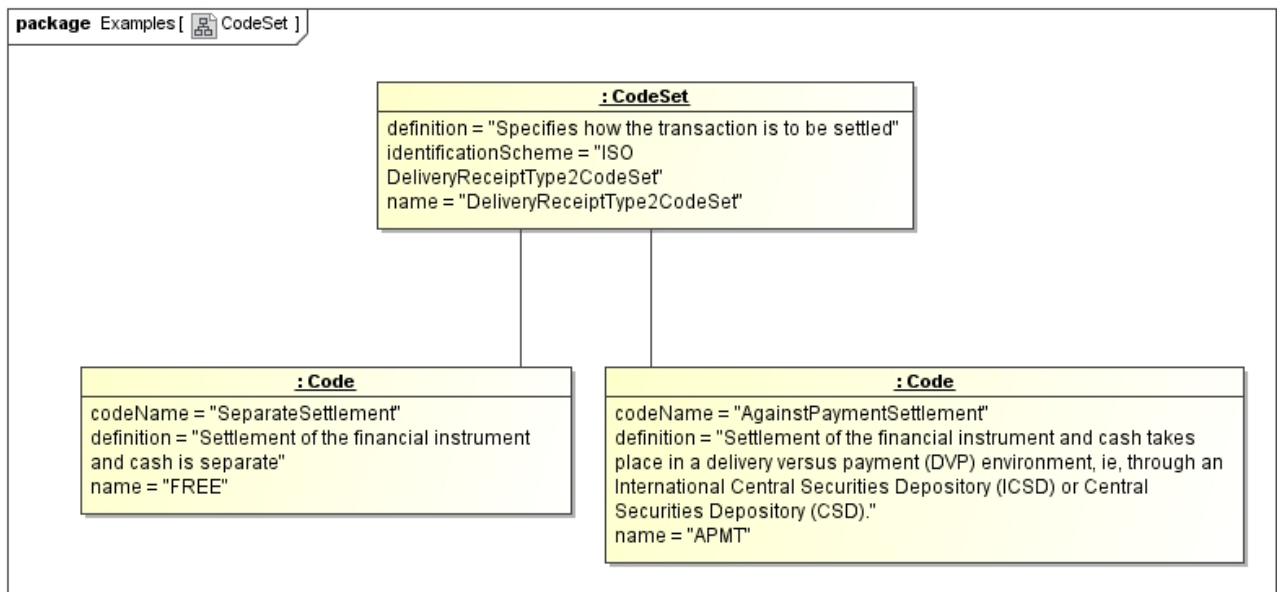 package Examples [ CodeSet ]
: CodeSet
definition = "Specifies how the transaction is to be settled"
identificationScheme = "ISO
DeliveryReceiptType2CodeSet"
name = "DeliveryReceiptType2CodeSet"
: Code
codeName = "SeparateSettlement"
definition = "Settlement of the financial instrument
and cash is separate"
name = "FREE"
: Code
codeName = "AgainstPaymentSettlement"
definition = "Settlement of the financial instrument and cash takes
place in a delivery versus payment (DVP) environment, ie, through an
International Central Securities Depository (ICSD) or Central
Securities Depository (CSD)."
name = "APMT"